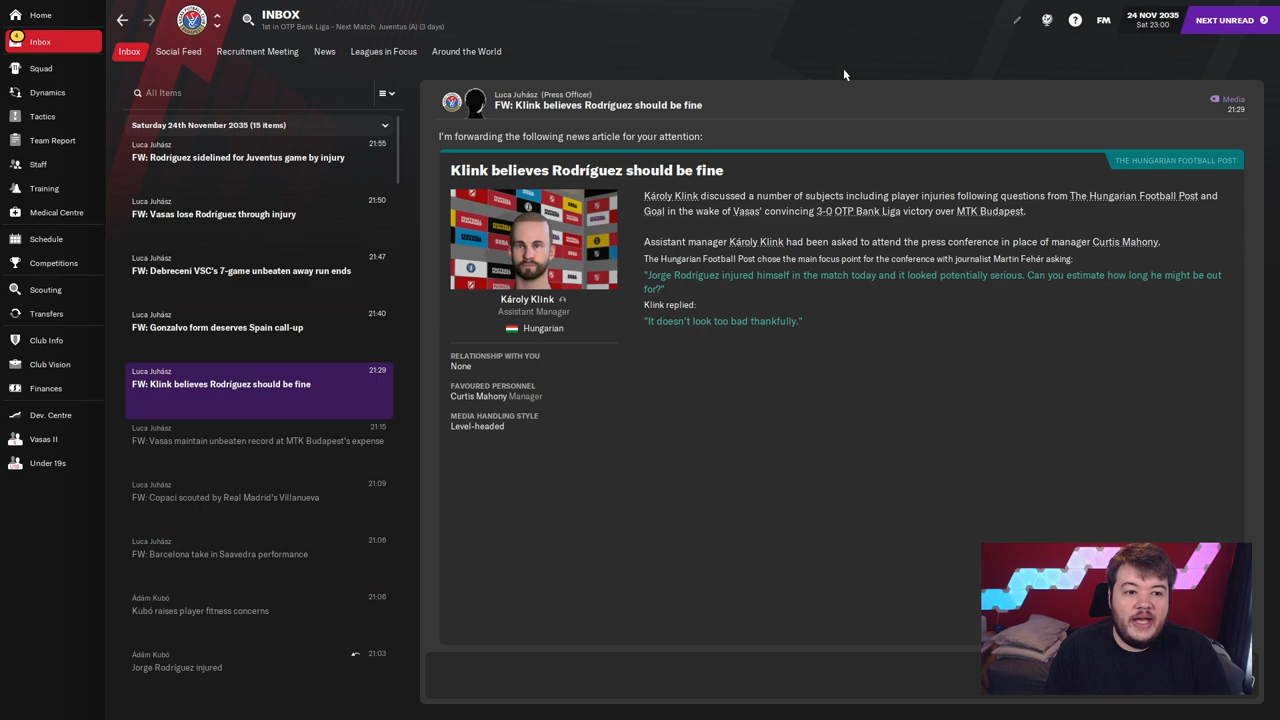 Home
4
Inbox
Squad
Dynamics
Tactics
Team Report
Staff
Training
Medical Centre
Schedule
Competitions
Scouting
Transfers
Club Info
Club Vision
Finances
Dev. Centre
Vasas II
Under 19s
INBOX
1st in OTP Bank Liga - Next Match: Juventus (A) (3 days)
FM
24 NOV 2035
Sat 23:00
NEXT UNREAD
Inbox
Social Feed
Recruitment Meeting
News
Leagues in Focus
Around the World
All Items
Saturday 24th November 2035 (15 items)
Luca Juhász 21:55
FW: Rodríguez sidelined for Juventus game by injury
Luca Juhász 21:50
FW: Vasas lose Rodríguez through injury
Luca Juhász 21:47
FW: Debreceni VSC's 7-game unbeaten away run ends
Luca Juhász 21:40
FW: Gonzalvo form deserves Spain call-up
Luca Juhász 21:29
FW: Klink believes Rodríguez should be fine
Luca Juhász 21:15
FW: Vasas maintain unbeaten record at MTK Budapest's expense
Luca Juhász 21:09
FW: Copaci scouted by Real Madrid's Villanueva
Luca Juhász 21:06
FW: Barcelona take in Saavedra performance
Ádám Kubó 21:06
Kubó raises player fitness concerns
Ádám Kubó 21:03
Jorge Rodríguez injured
Luca Juhász (Press Officer)
FW: Klink believes Rodríguez should be fine
Media
21:29
I'm forwarding the following news article for your attention:
THE HUNGARIAN FOOTBALL POST
Klink believes Rodríguez should be fine
Károly Klink
Assistant Manager
Hungarian
RELATIONSHIP WITH YOU
None
FAVOURED PERSONNEL
Curtis Mahony Manager
MEDIA HANDLING STYLE
Level-headed
Károly Klink discussed a number of subjects including player injuries following questions from The Hungarian Football Post and
Goal in the wake of Vasas' convincing 3-0 OTP Bank Liga victory over MTK Budapest.
Assistant manager Károly Klink had been asked to attend the press conference in place of manager Curtis Mahony.
The Hungarian Football Post chose the main focus point for the conference with journalist Martin Fehér asking:
"Jorge Rodríguez injured himself in the match today and it looked potentially serious. Can you estimate how long he might be out
for?"
Klink replied:
"It doesn't look too bad thankfully."